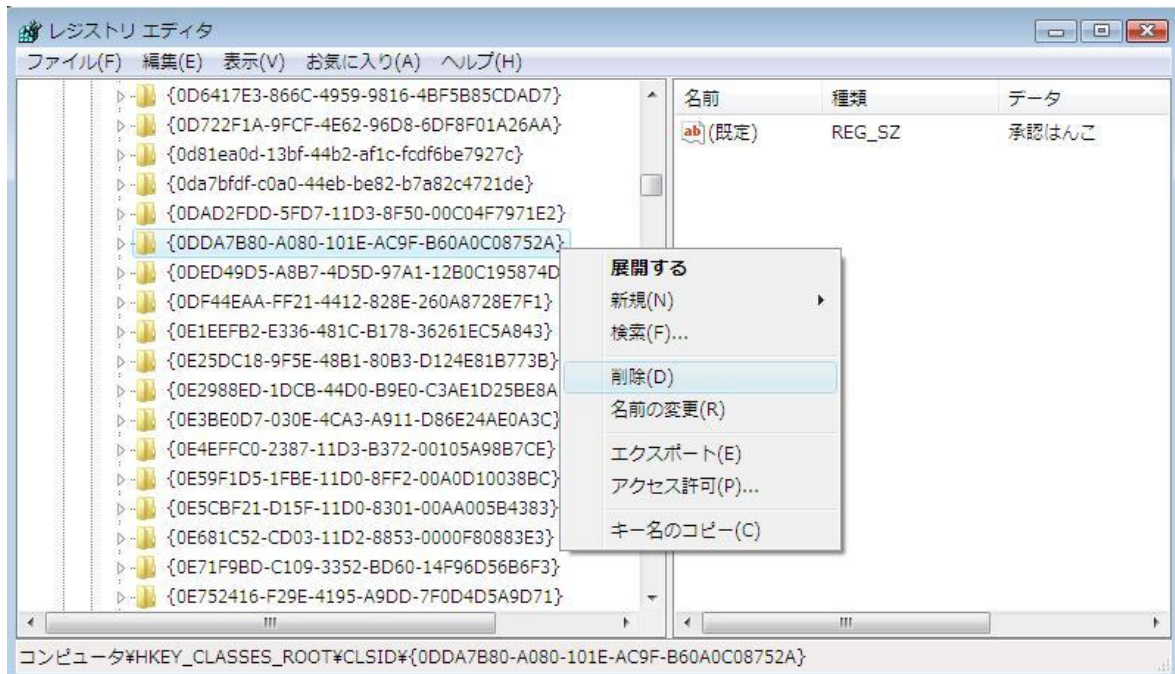 レジストリ エディタ
ファイル(F) 編集(E) 表示(V) お気に入り(A) ヘルプ(H)
{0D6417E3-866C-4959-9816-4BF5B85CDAD7}
{0D722F1A-9FCF-4E62-96D8-6DF8F01A26AA}
{0d81ea0d-13bf-44b2-af1c-fcdf6be7927c}
{0da7bfdf-c0a0-44eb-be82-b7a82c4721de}
{0DAD2FDD-5FD7-11D3-8F50-00C04F7971E2}
{0DDA7B80-A080-101E-AC9F-B60A0C08752A}
{0DED49D5-A8B7-4D5D-97A1-12B0C195874D
{0DF44EAA-FF21-4412-828E-260A8728E7F1}
{0E1EEFB2-E336-481C-B178-36261EC5A843}
{0E25DC18-9F5E-48B1-80B3-D124E81B773B}
{0E2988ED-1DCB-44D0-B9E0-C3AE1D25BE8A
{0E3BE0D7-030E-4CA3-A911-D86E24AE0A3C}
{0E4EFFC0-2387-11D3-B372-00105A98B7CE}
{0E59F1D5-1FBE-11D0-8FF2-00A0D10038BC}
{0E5CBF21-D15F-11D0-8301-00AA005B4383}
{0E681C52-CD03-11D2-8853-0000F80883E3}
{0E71F9BD-C109-3352-BD60-14F96D56B6F3}
{0E752416-F29E-4195-A9DD-7F0D4D5A9D71}
名前 種類 データ
ab (既定) REG_SZ 承認はんこ
展開する
新規(N)
検索(F)...
削除(D)
名前の変更(R)
エクスポート(E)
アクセス許可(P)...
キー名のコピー(C)
コンピュータ¥HKEY_CLASSES_ROOT¥CLSID¥{0DDA7B80-A080-101E-AC9F-B60A0C08752A}